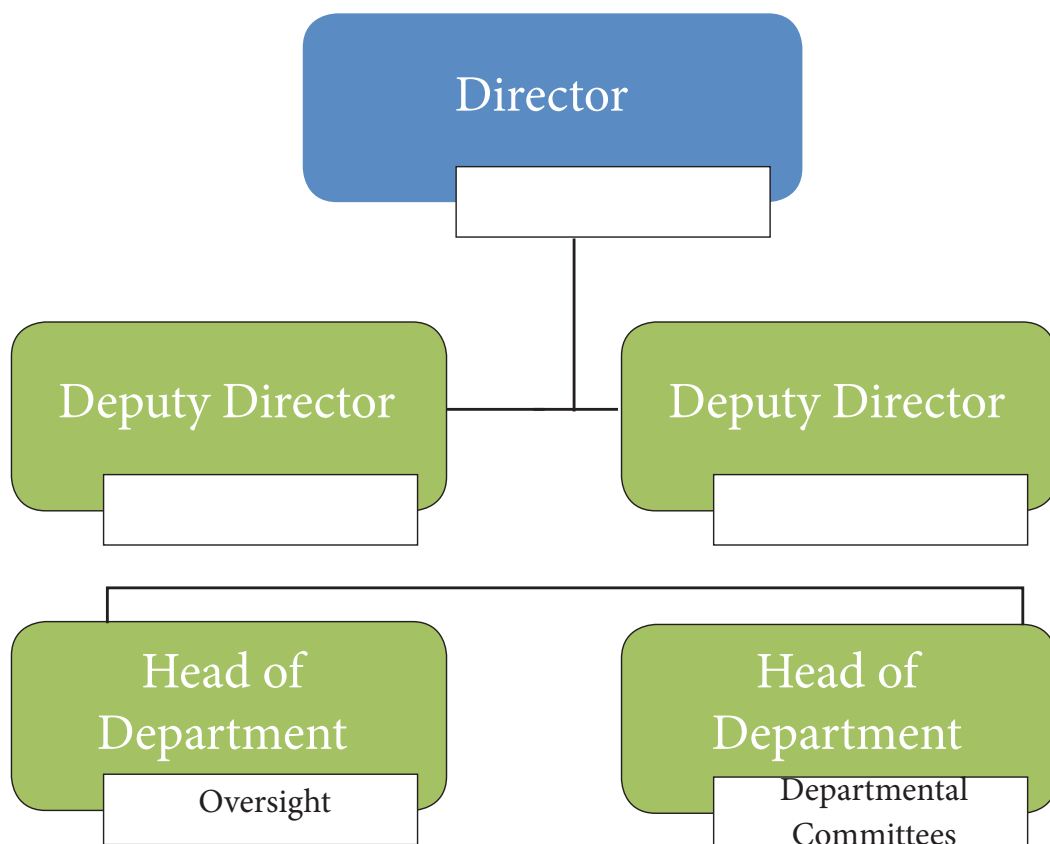 Director
Deputy Director
Deputy Director
Head of
Department
Oversight
Head of
Department
Departmental
Committees